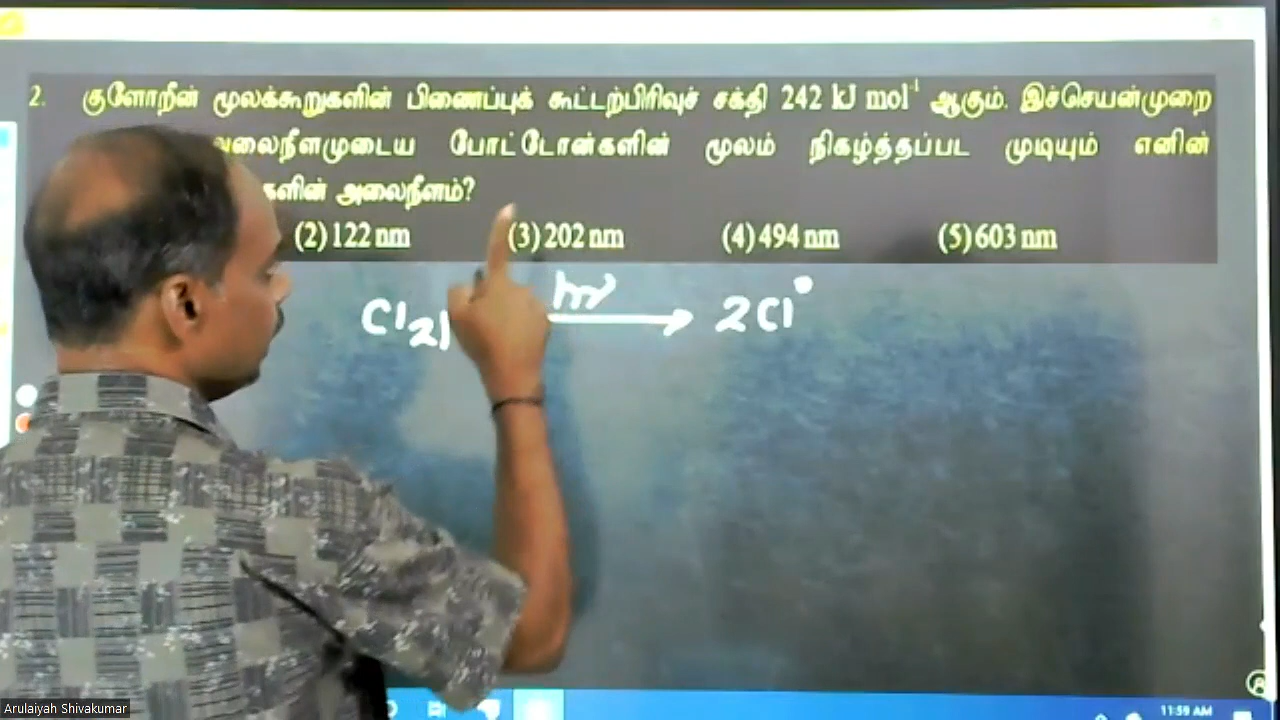 2. குளோறீன் மூலக்கூறுகளின் பிணைப்புக் கூட்டற்பிரிவுச் சக்தி 242 kJ mol⁻¹ ஆகும். இச்செயன்முறை
அலைநீளமுடைய போட்டோன்களின் மூலம் நிகழ்த்தப்பட முடியும் எனின்
களின் அலைநீளம்?
(2) 122 nm (3) 202 nm (4) 494 nm (5) 603 nm
Cl₂ hν → 2Cl•
Arulaiyah Shivakumar
11:59 AM